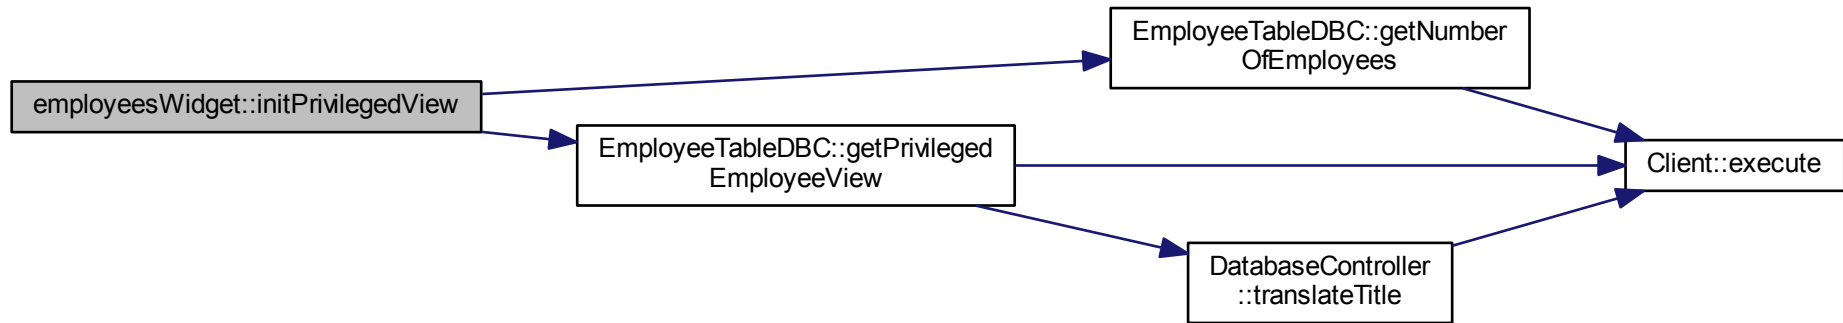 employeesWidget::initPrivilegedView
EmployeeTableDBC::getNumber
OfEmployees
EmployeeTableDBC::getPrivileged
EmployeeView
Client::execute
DatabaseController
::translateTitle